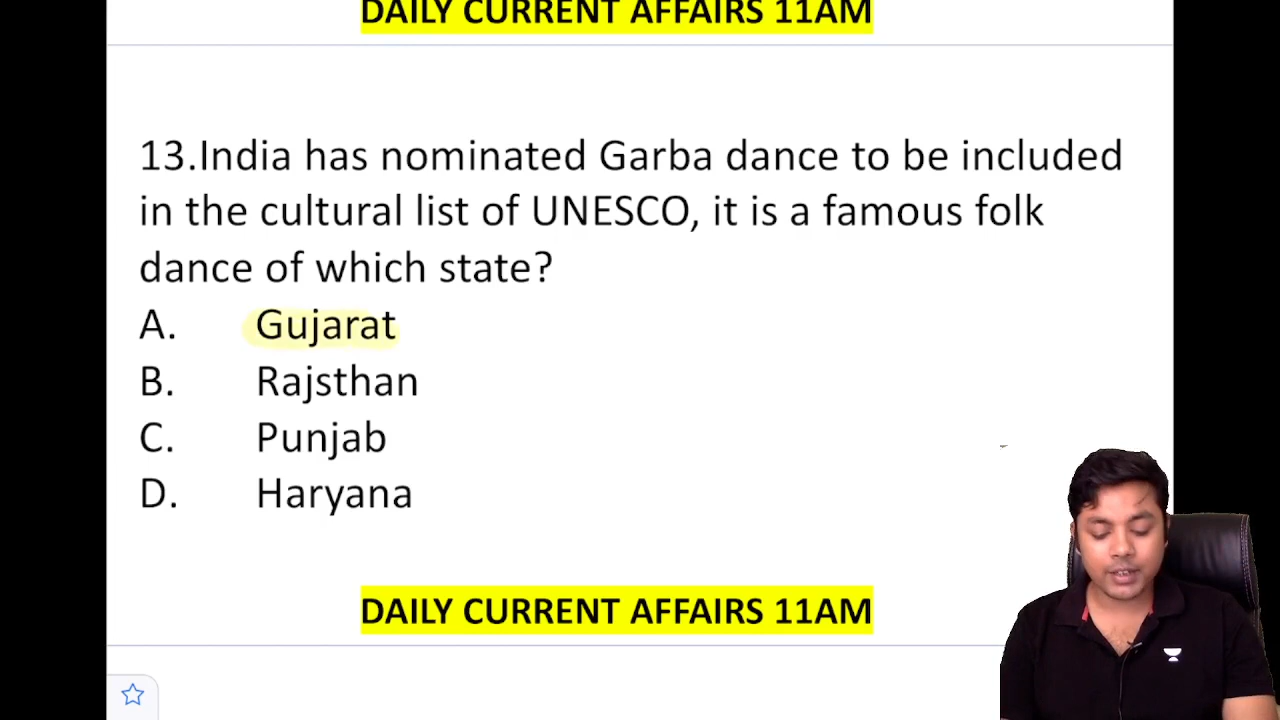 DAILY CURRENT AFFAIRS 11AM
13.India has nominated Garba dance to be included
in the cultural list of UNESCO, it is a famous folk
dance of which state?
A. Gujarat
B. Rajsthan
C. Punjab
D. Haryana
DAILY CURRENT AFFAIRS 11AM